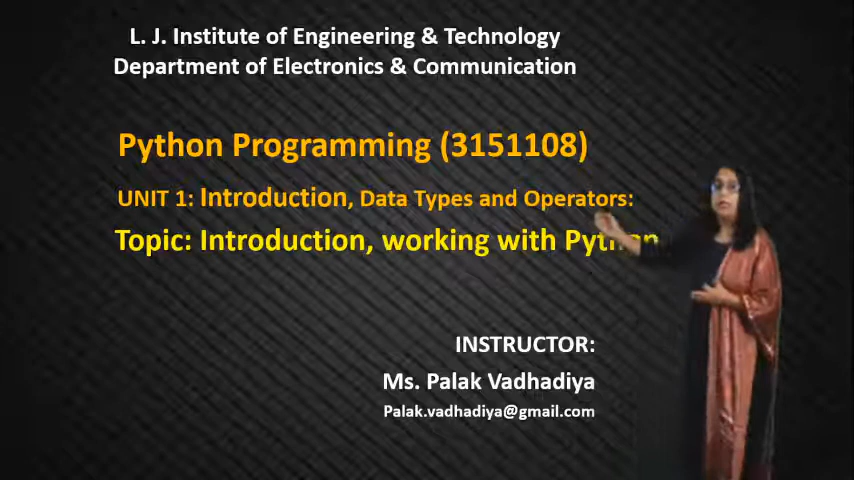 L. J. Institute of Engineering & Technology
Department of Electronics & Communication
Python Programming (3151108)
UNIT 1: Introduction, Data Types and Operators:
Topic: Introduction, working with Python
INSTRUCTOR:
Ms. Palak Vadhadiya
Palak.vadhadiya@gmail.com